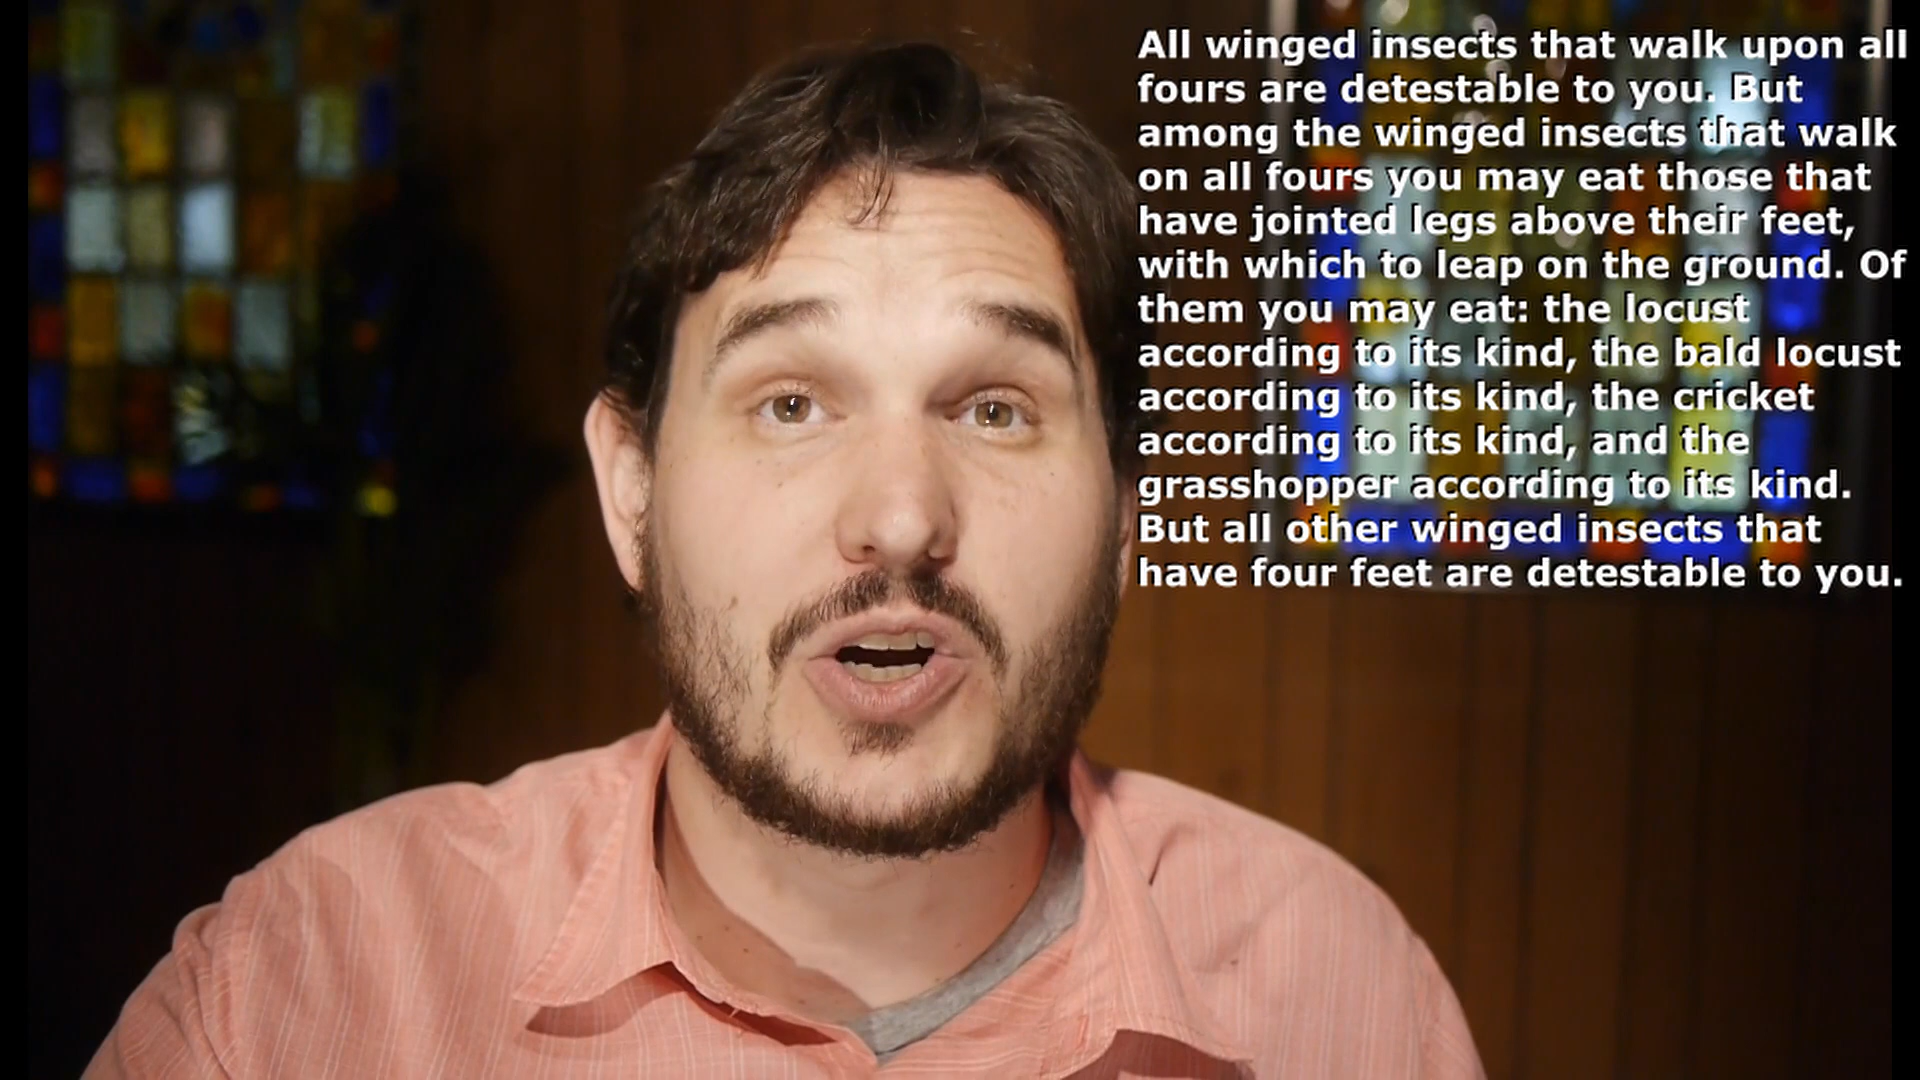 All winged insects that walk upon all
fours are detestable to you. But
among the winged insects that walk
on all fours you may eat those that
have jointed legs above their feet,
with which to leap on the ground. Of
them you may eat: the locust
according to its kind, the bald locust
according to its kind, the cricket
according to its kind, and the
grasshopper according to its kind.
But all other winged insects that
have four feet are detestable to you.